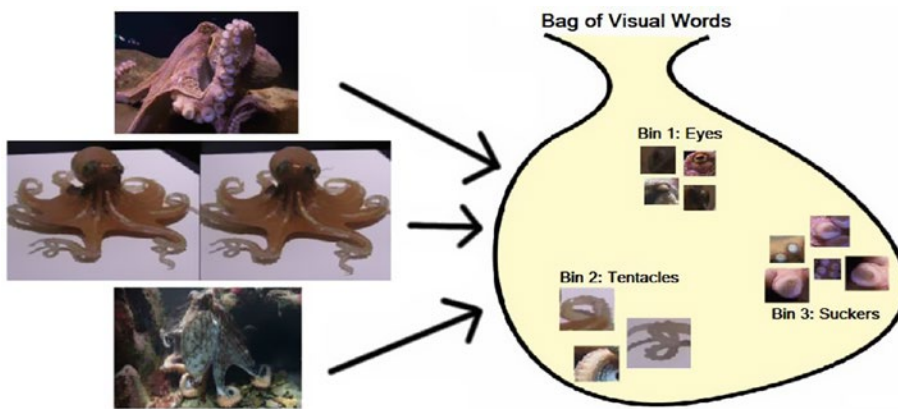 Bag of Visual Words
Bin 1: Eyes
Bin 2: Tentacles
Bin 3: Suckers